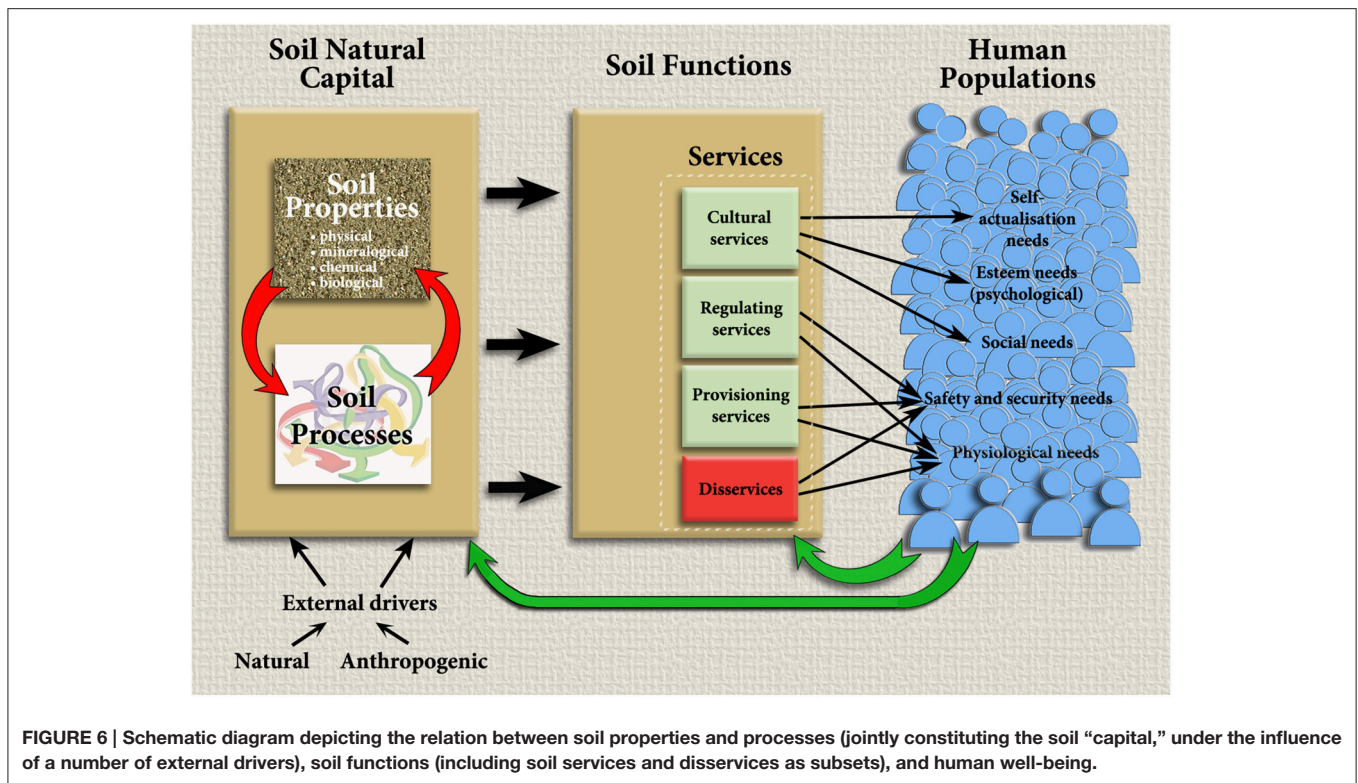 Soil Natural
Capital
Soil Functions
Human
Populations
Soil
Properties
• physical
• mineralogical
• chemical
• biological
Soil
Processes
External drivers
Natural
Anthropogenic
Services
Cultural
services
Regulating
services
Provisioning
services
Disservices
Self-
actualisation
needs
Esteem needs
(psychological)
Social needs
Safety and security needs
Physiological needs
FIGURE 6 | Schematic diagram depicting the relation between soil properties and processes (jointly constituting the soil “capital,” under the influence
of a number of external drivers), soil functions (including soil services and disservices as subsets), and human well-being.